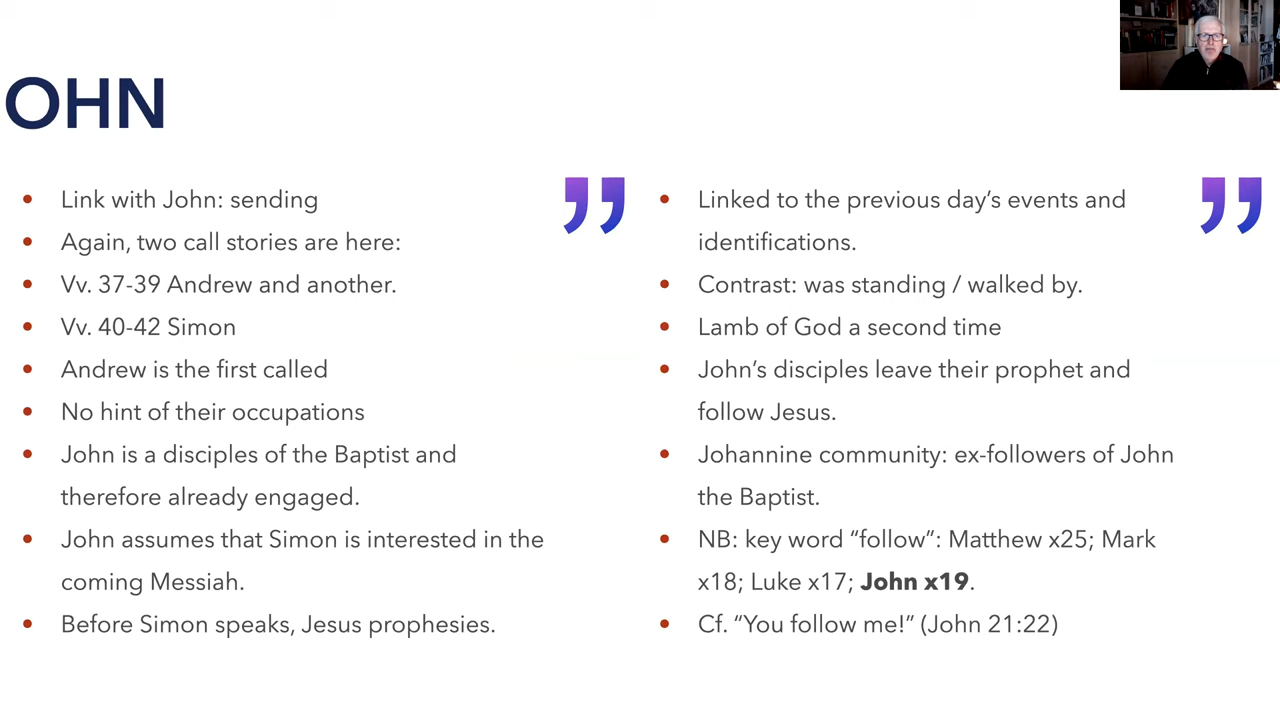 OHN
• Link with John: sending
• Again, two call stories are here:
• Vv. 37-39 Andrew and another.
• Vv. 40-42 Simon
• Andrew is the first called
• No hint of their occupations
• John is a disciples of the Baptist and
therefore already engaged.
• John assumes that Simon is interested in the
coming Messiah.
• Before Simon speaks, Jesus prophesies.
• Linked to the previous day’s events and
identifications.
• Contrast: was standing / walked by.
• Lamb of God a second time
• John’s disciples leave their prophet and
follow Jesus.
• Johannine community: ex-followers of John
the Baptist.
• NB: key word “follow”: Matthew x25; Mark
x18; Luke x17; John x19.
• Cf. “You follow me!” (John 21:22)